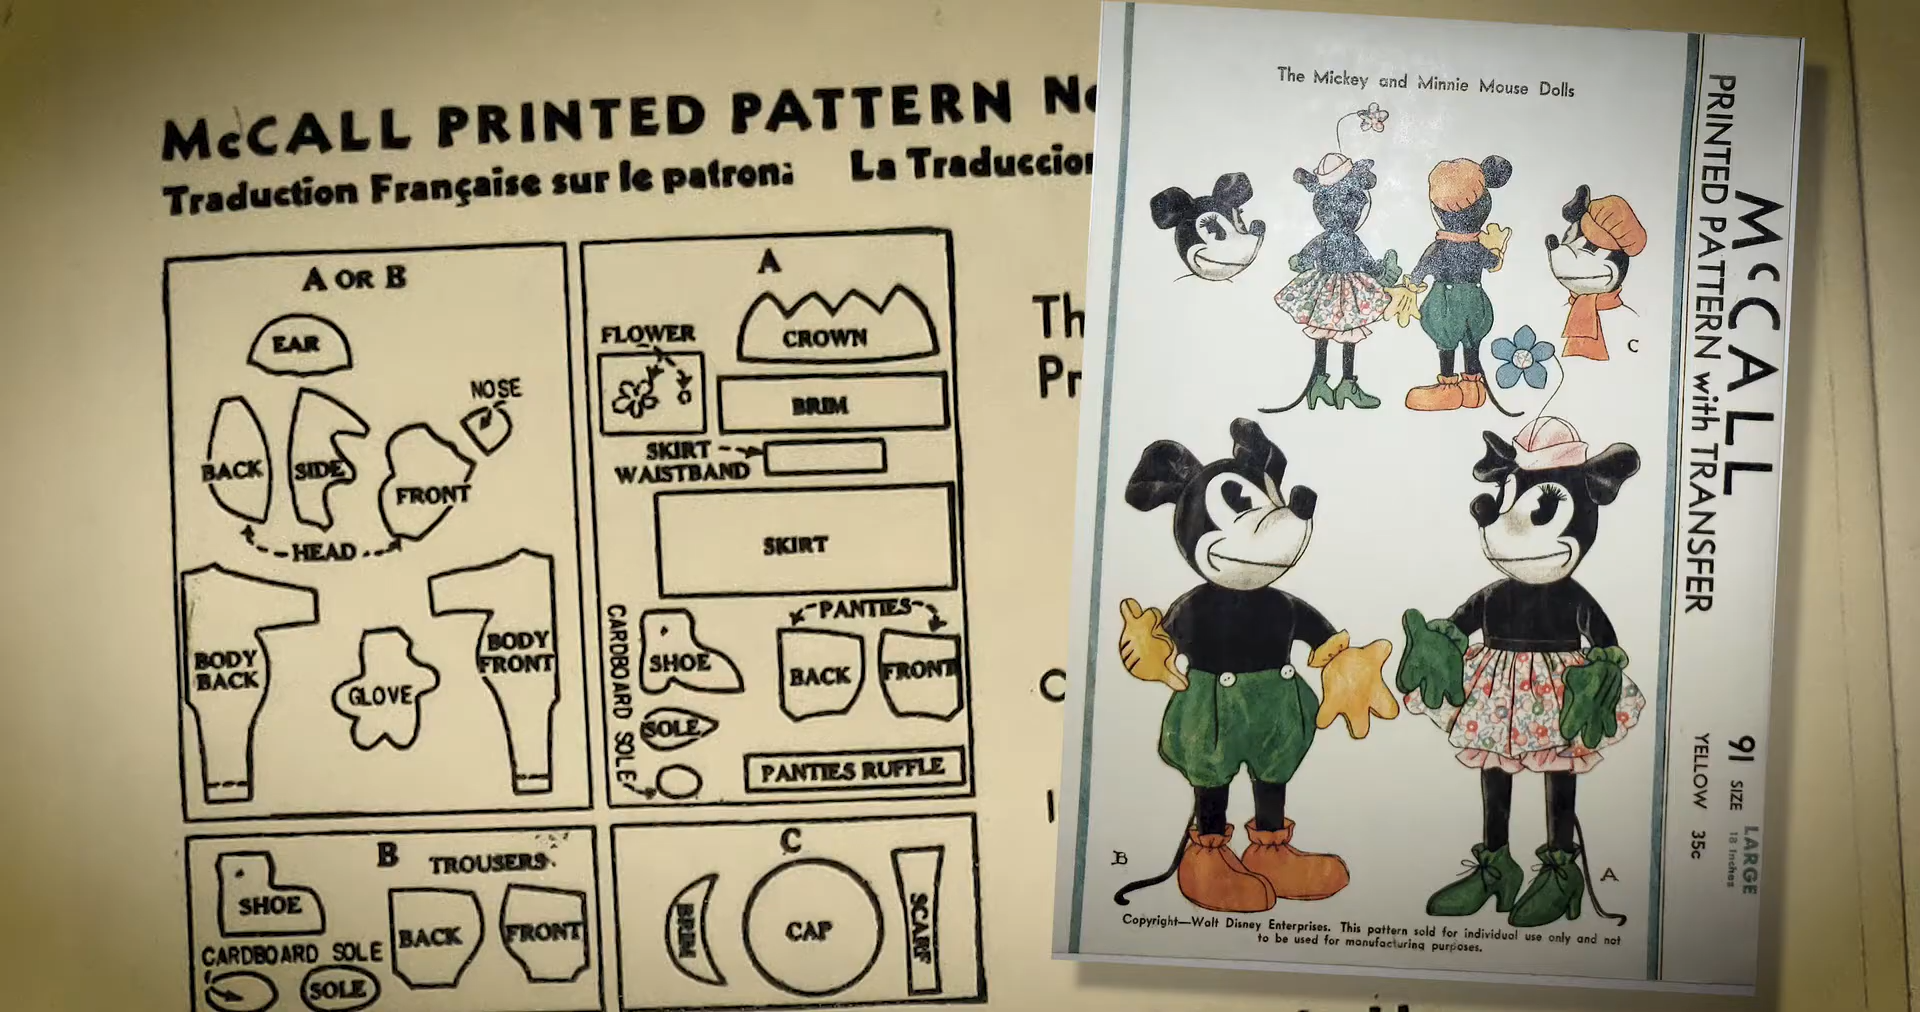 McCALL PRINTED PATTERN
Traduction Française sur le patron: La
A OR B
EAR
NOSE
BACK
SIDE
FRONT
HEAD
BODY
BACK
GLOVE
BODY
FRONT
A
FLOWER
CROWN
BRIM
SKIRT
WAISTBAND
SKIRT
CARDBOARD SOLE
SHOE
PANTIES
BACK
FRONT
SOLE
PANTIES RUFFLE
B
TROUSERS
SHOE
BACK
FRONT
CARDBOARD SOLE
SOLE
C
BRIM
CAP
SCARF
The Mickey and Minnie Mouse Dolls
C
B
A
Copyright—Walt Disney Enterprises. This pattern sold for individual use only and not
to be used for manufacturing purposes.
McCALL
PRINTED PATTERN with TRANSFER
91 SIZE LARGE
18 Inches
YELLOW 35c